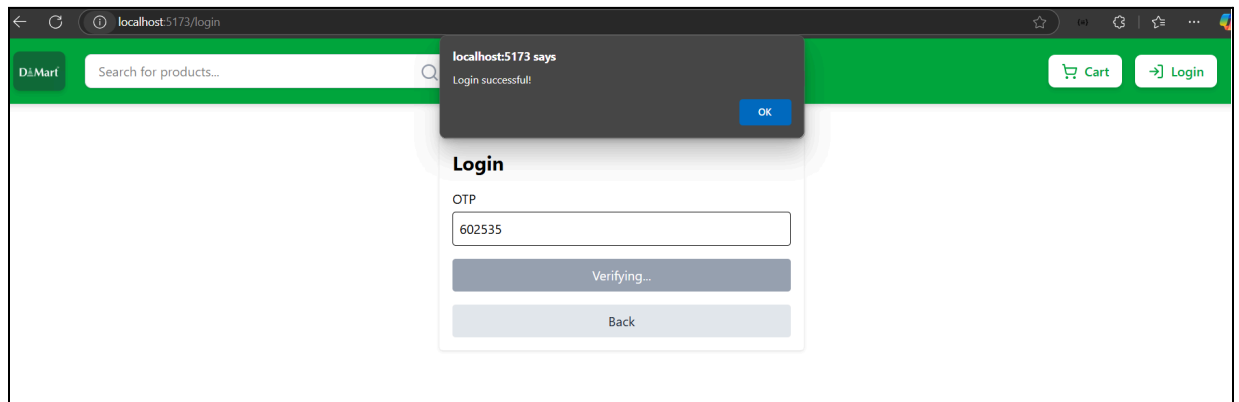 localhost:5173/login
localhost:5173 says
Login successful!
OK
DMart
Search for products...
Cart
Login
Login
OTP
602535
Verifying...
Back